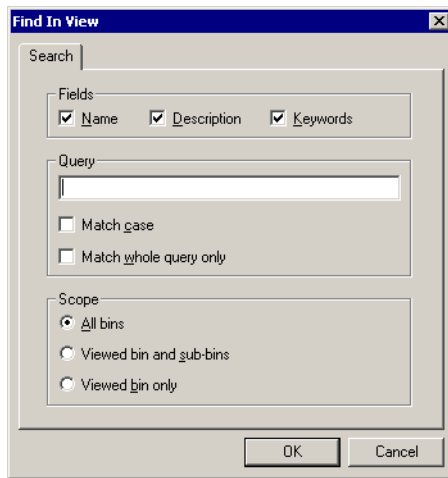 Find In View
Search
Fields
Name Description Keywords
Query
Match case
Match whole query only
Scope
All bins
Viewed bin and sub-bins
Viewed bin only
OK Cancel